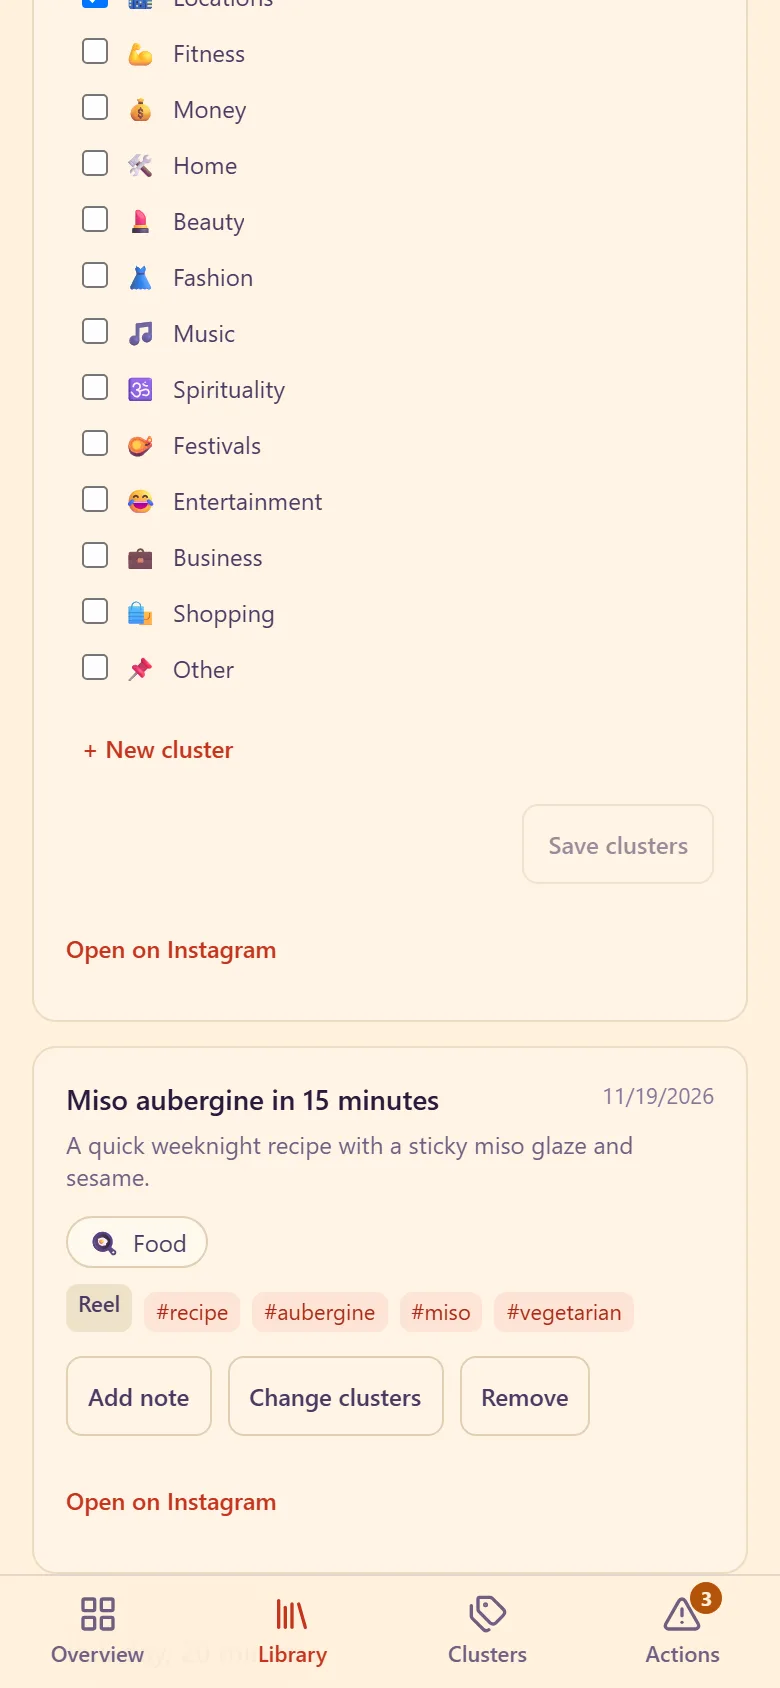 Locations
Fitness
Money
Home
Beauty
Fashion
Music
Spirituality
Festivals
Entertainment
Business
Shopping
Other
+ New cluster
Save clusters
Open on Instagram
Miso aubergine in 15 minutes
11/19/2026
A quick weeknight recipe with a sticky miso glaze and
sesame.
Food
Reel #recipe #aubergine #miso #vegetarian
Add note Change clusters Remove
Open on Instagram
3
Overview Library Clusters Actions